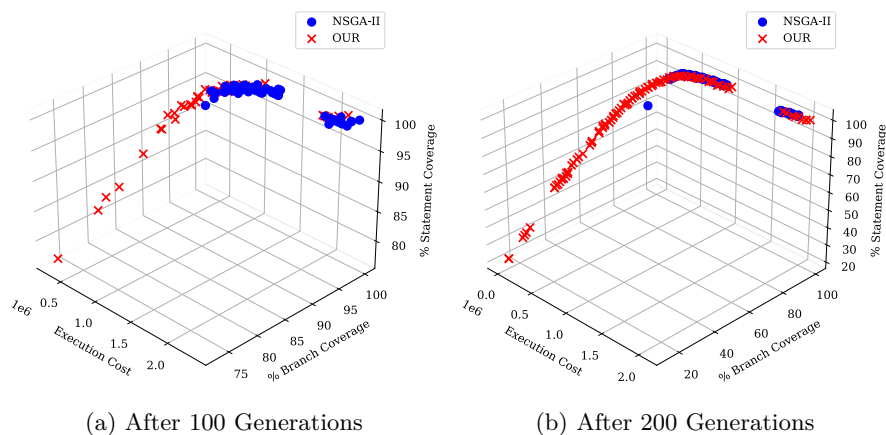 NSGA-II
OUR
100
95
90
85
80
% Statement Coverage
1e6
0.5
1.0
1.5
2.0
Execution Cost
75
80
85
90
95
100
% Branch Coverage
(a) After 100 Generations
NSGA-II
OUR
100
90
80
70
60
50
40
30
20
% Statement Coverage
0.0
1e6
0.5
1.0
1.5
2.0
Execution Cost
20
40
60
80
100
% Branch Coverage
(b) After 200 Generations